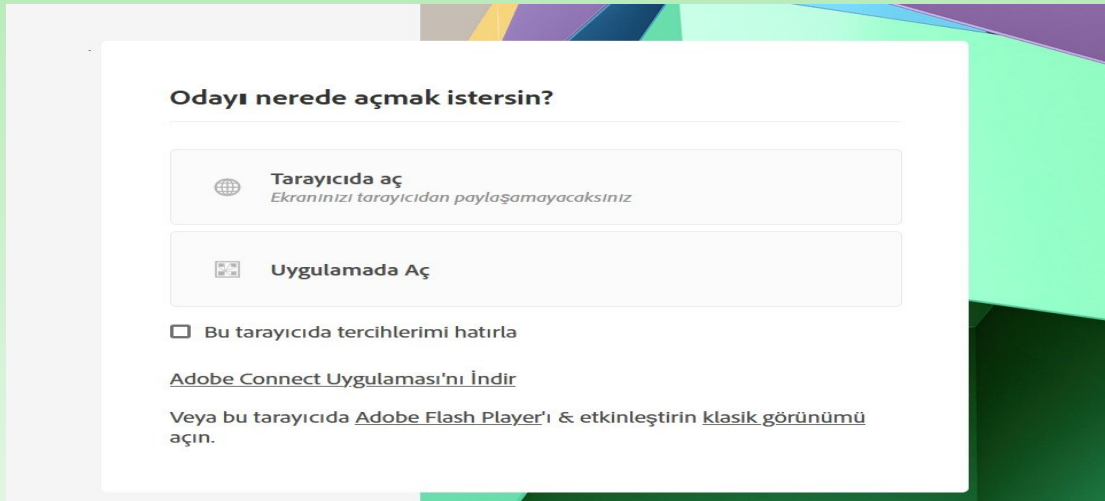 Odayı nerede açmak istersin?
Tarayıcıda aç
Ekranınızı tarayıcıdan paylaşamayacaksınız
Uygulamada Aç
Bu tarayıcıda tercihlerimi hatırla
Adobe Connect Uygulaması'nı İndir
Veya bu tarayıcıda Adobe Flash Player'ı & etkinleştirin klasik görünümü
açın.